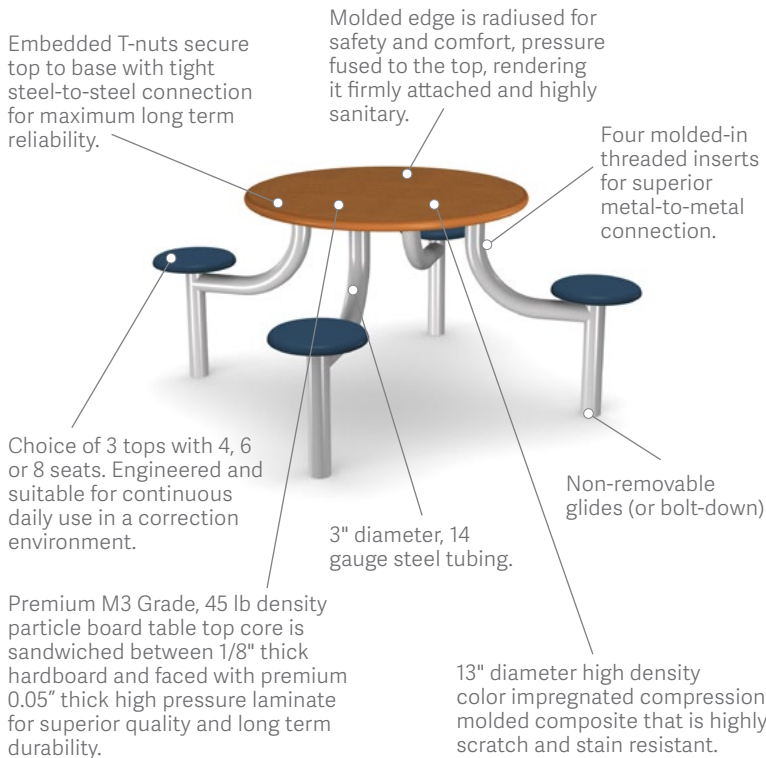 Embedded T-nuts secure
top to base with tight
steel-to-steel connection
for maximum long term
reliability.
Molded edge is radiused for
safety and comfort, pressure
fused to the top, rendering
it firmly attached and highly
sanitary.
Four molded-in
threaded inserts
for superior
metal-to-metal
connection.
Choice of 3 tops with 4, 6
or 8 seats. Engineered and
suitable for continuous
daily use in a correction
environment.
3" diameter, 14
gauge steel tubing.
Non-removable
glides (or bolt-down)
Premium M3 Grade, 45 lb density
particle board table top core is
sandwiched between 1/8" thick
hardboard and faced with premium
0.05” thick high pressure laminate
for superior quality and long term
durability.
13" diameter high density
color impregnated compression
molded composite that is highly
scratch and stain resistant.